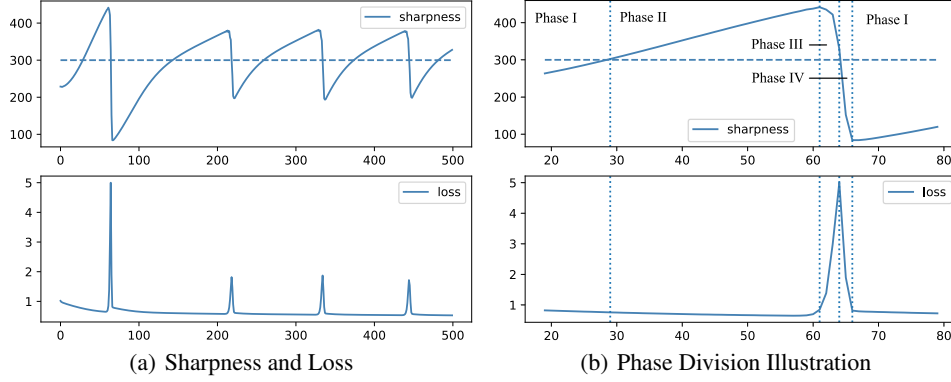 400
300
200
100
sharpness
0 100 200 300 400 500
5
4
3
2
1
loss
0 100 200 300 400 500
(a) Sharpness and Loss
Phase I Phase II Phase III Phase IV Phase I
400
300
200
100
sharpness
20 30 40 50 60 70 80
5
4
3
2
1
loss
20 30 40 50 60 70 80
(b) Phase Division Illustration